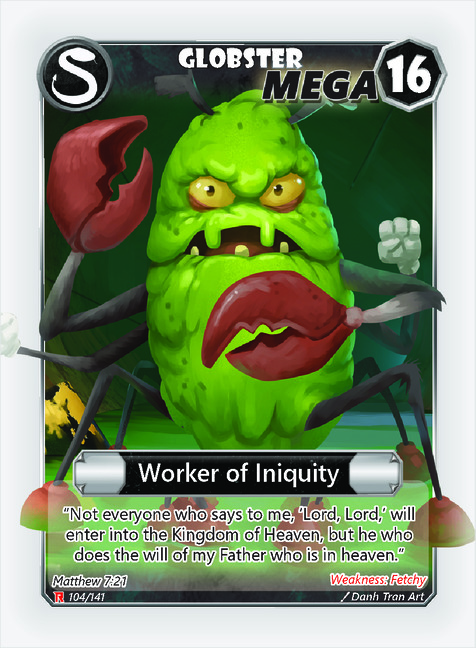 S
GLOBSTER
MEGA
16
Worker of Iniquity
“Not everyone who says to me, ‘Lord, Lord,’ will
enter into the Kingdom of Heaven, but he who
does the will of my Father who is in heaven.”
Matthew 7:21
Weakness: Fetchy
R 104/141
Danh Tran Art